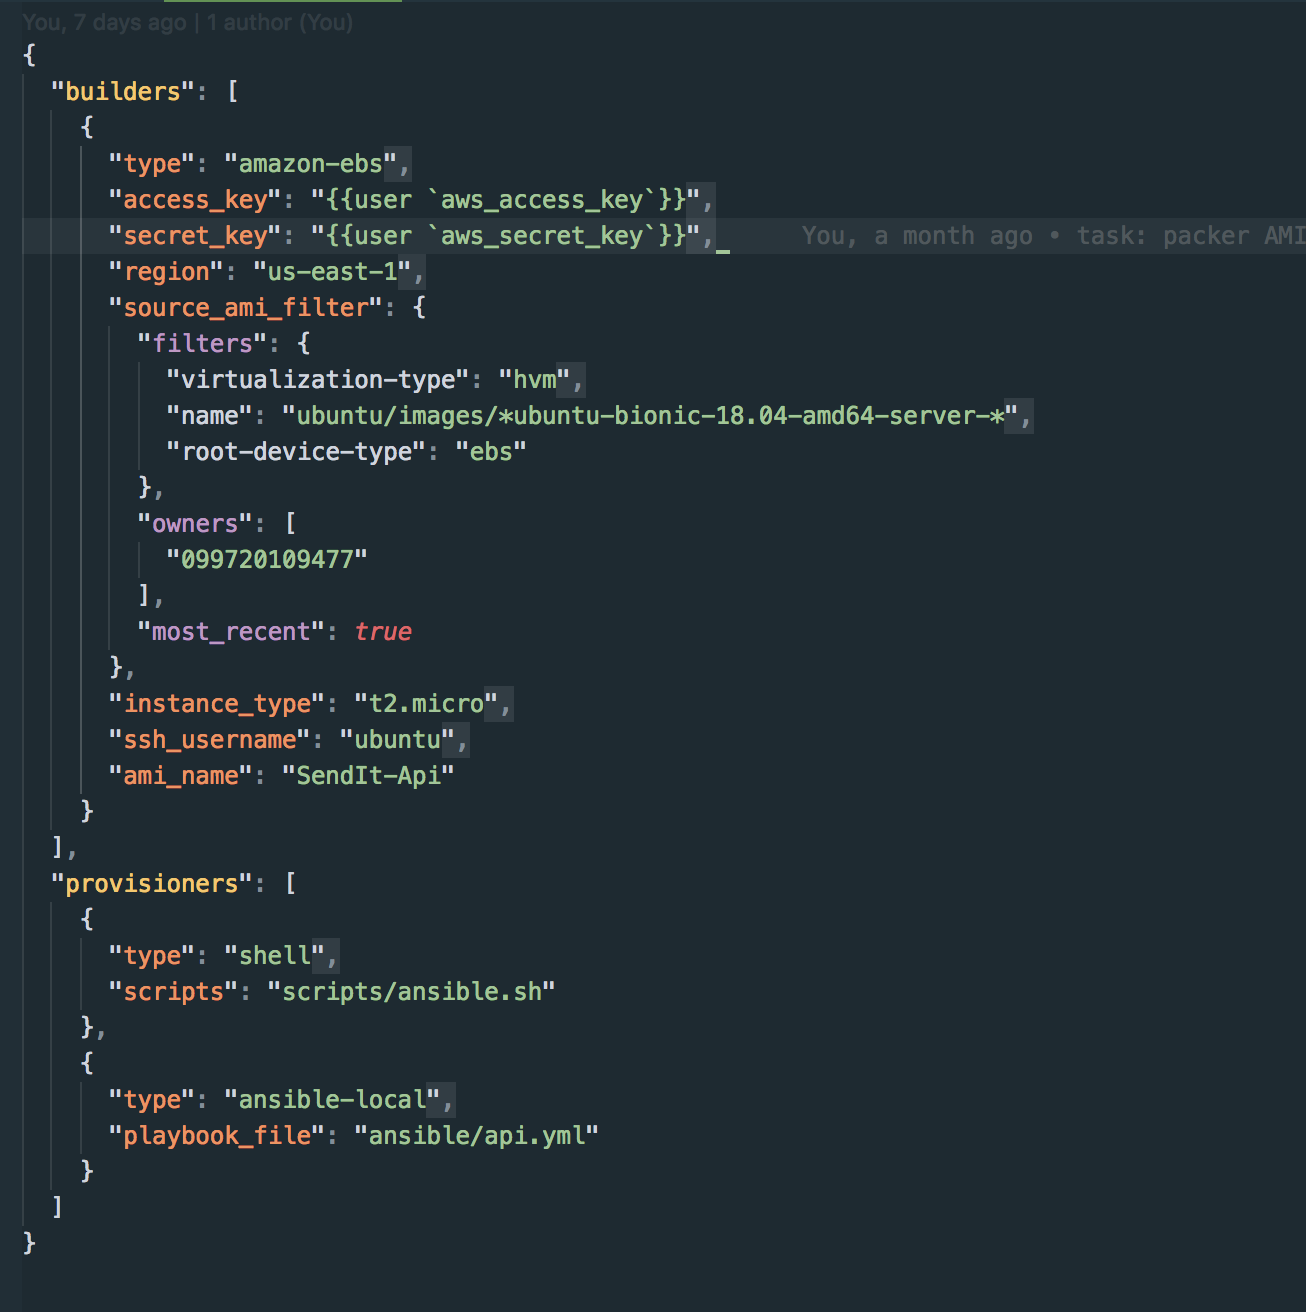 You, 7 days ago | 1 author (You)
{
  "builders": [
    {
      "type": "amazon-ebs",
      "access_key": "{{user `aws_access_key`}}",
      "secret_key": "{{user `aws_secret_key`}}",      You, a month ago • task: packer AMI
      "region": "us-east-1",
      "source_ami_filter": {
        "filters": {
          "virtualization-type": "hvm",
          "name": "ubuntu/images/*ubuntu-bionic-18.04-amd64-server-*",
          "root-device-type": "ebs"
        },
        "owners": [
          "099720109477"
        ],
        "most_recent": true
      },
      "instance_type": "t2.micro",
      "ssh_username": "ubuntu",
      "ami_name": "SendIt-Api"
    }
  ],
  "provisioners": [
    {
      "type": "shell",
      "scripts": "scripts/ansible.sh"
    },
    {
      "type": "ansible-local",
      "playbook_file": "ansible/api.yml"
    }
  ]
}